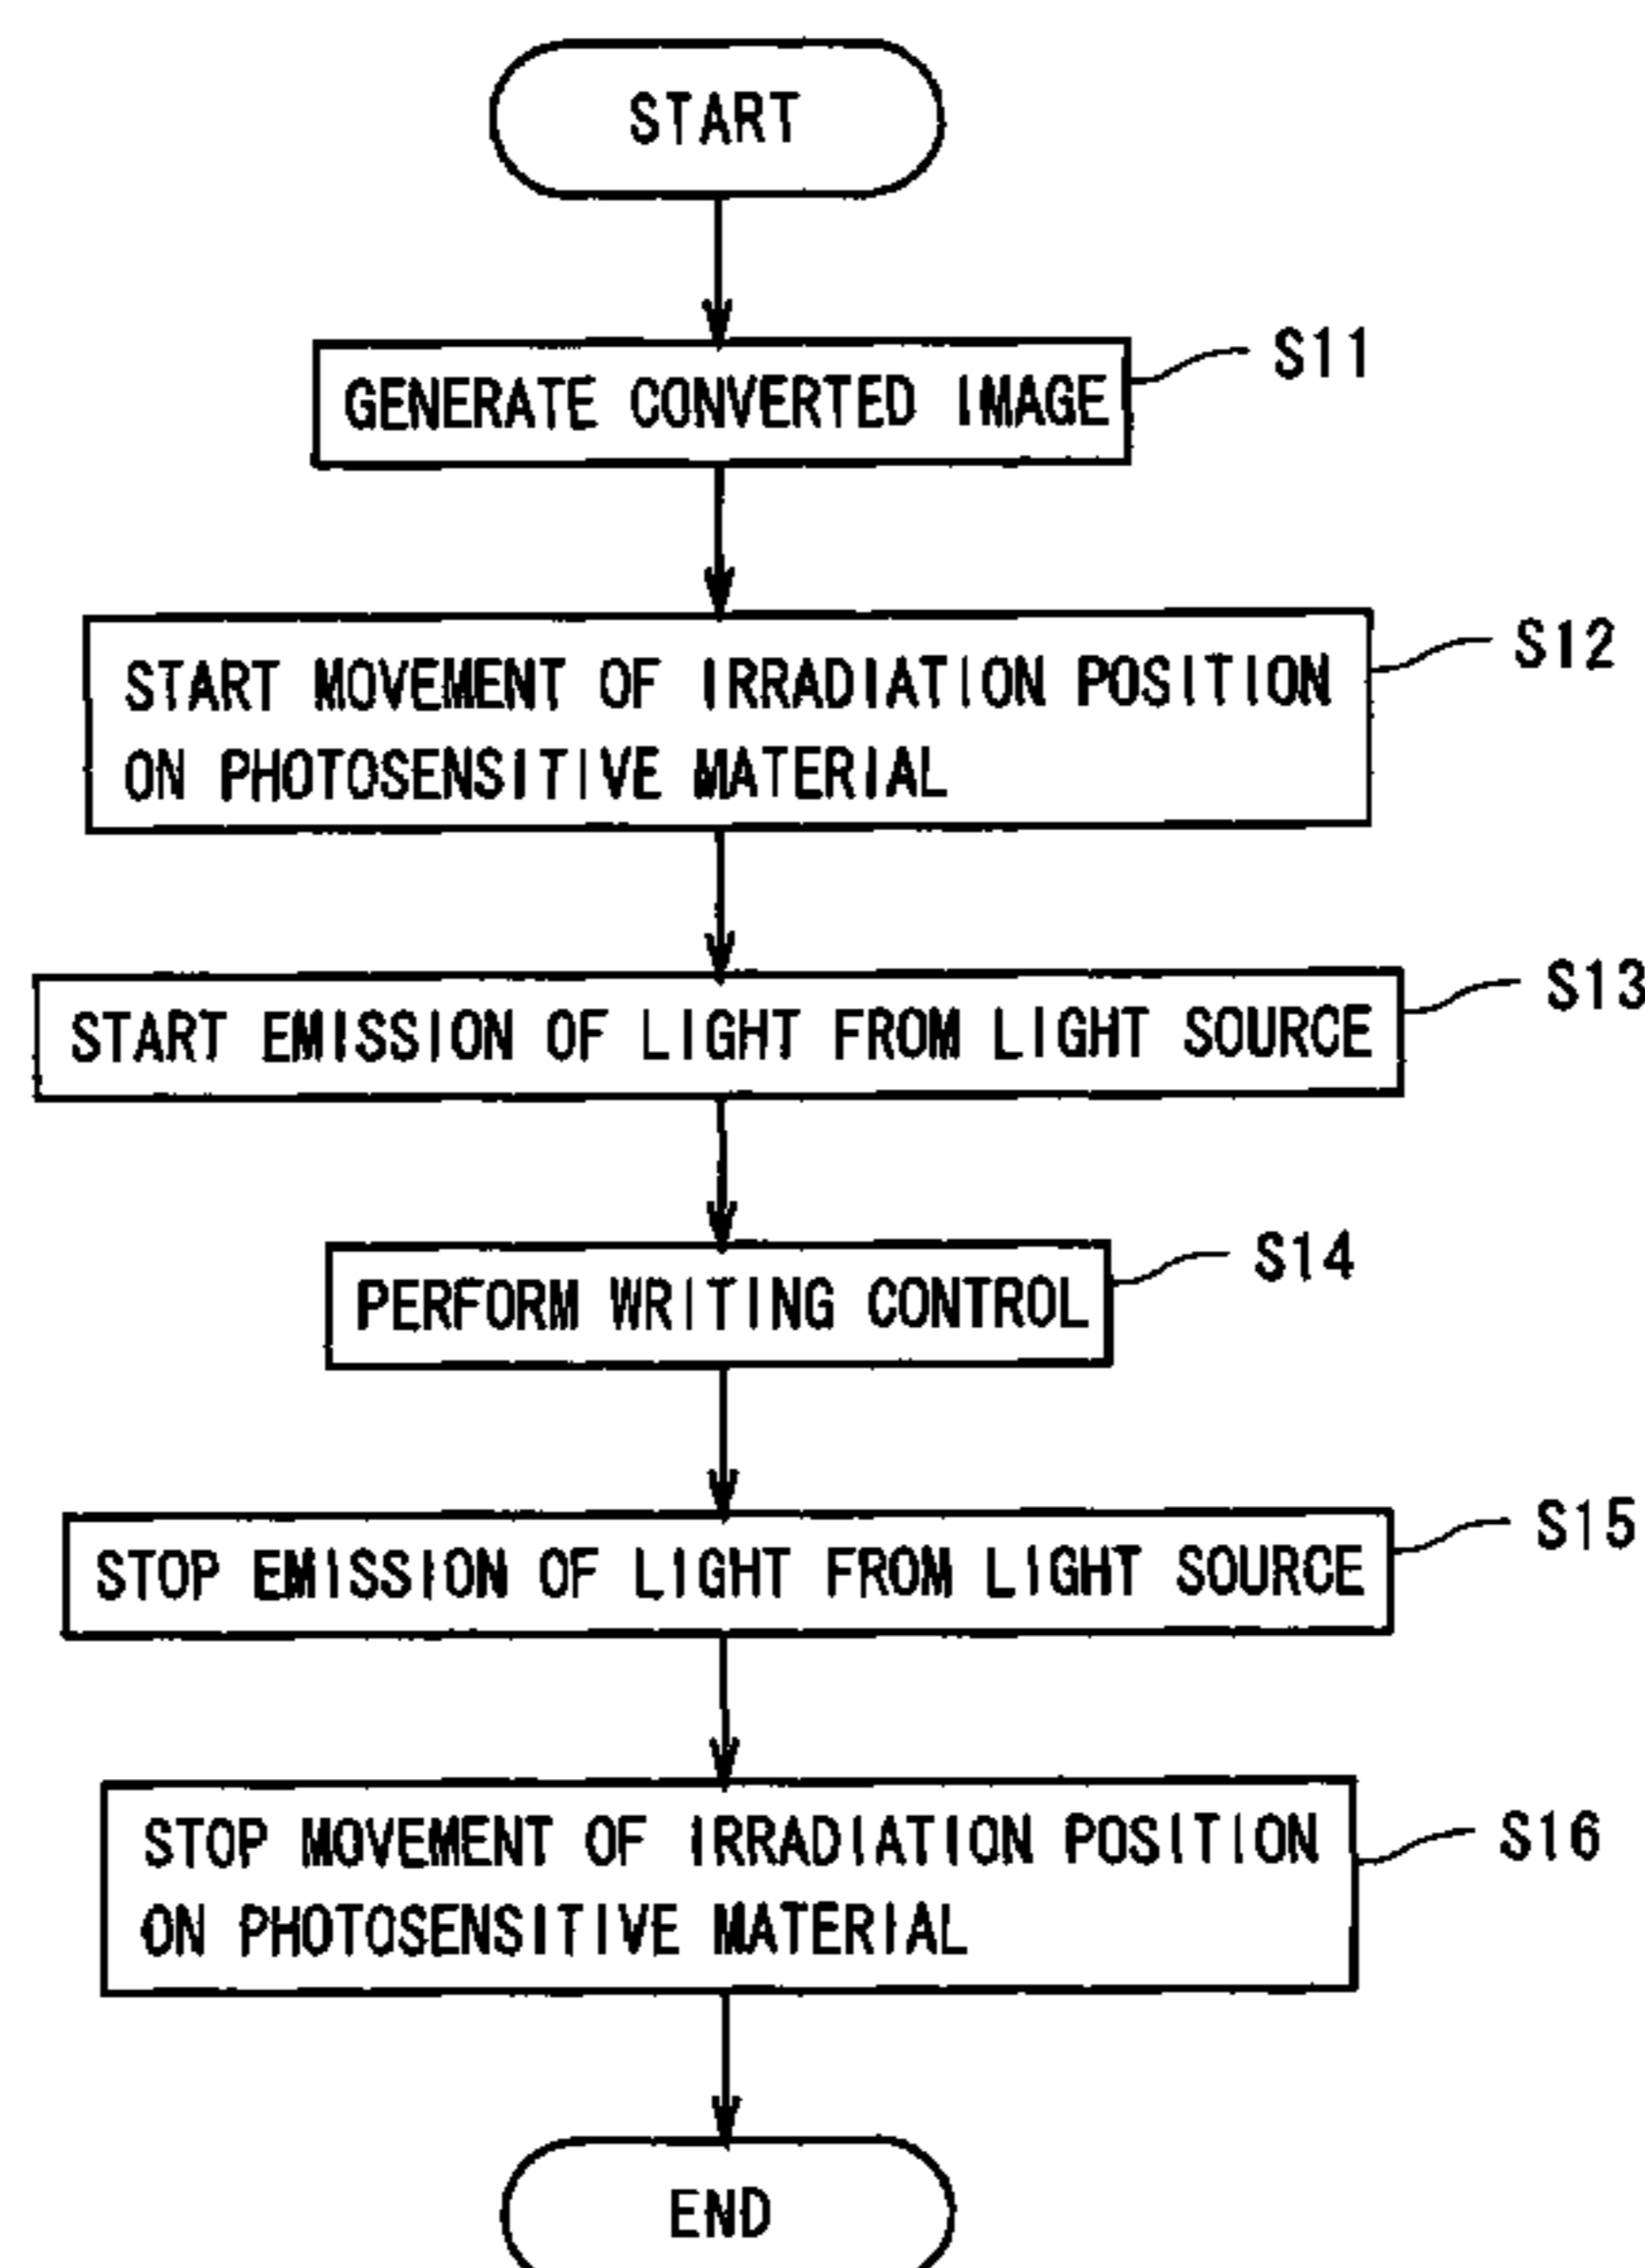 START
GENERATE CONVERTED IMAGE
S11
START MOVEMENT OF IRRADIATION POSITION
ON PHOTOSENSITIVE MATERIAL
S12
START EMISSION OF LIGHT FROM LIGHT SOURCE
S13
PERFORM WRITING CONTROL
S14
STOP EMISSION OF LIGHT FROM LIGHT SOURCE
S15
STOP MOVEMENT OF IRRADIATION POSITION
ON PHOTOSENSITIVE MATERIAL
S16
END